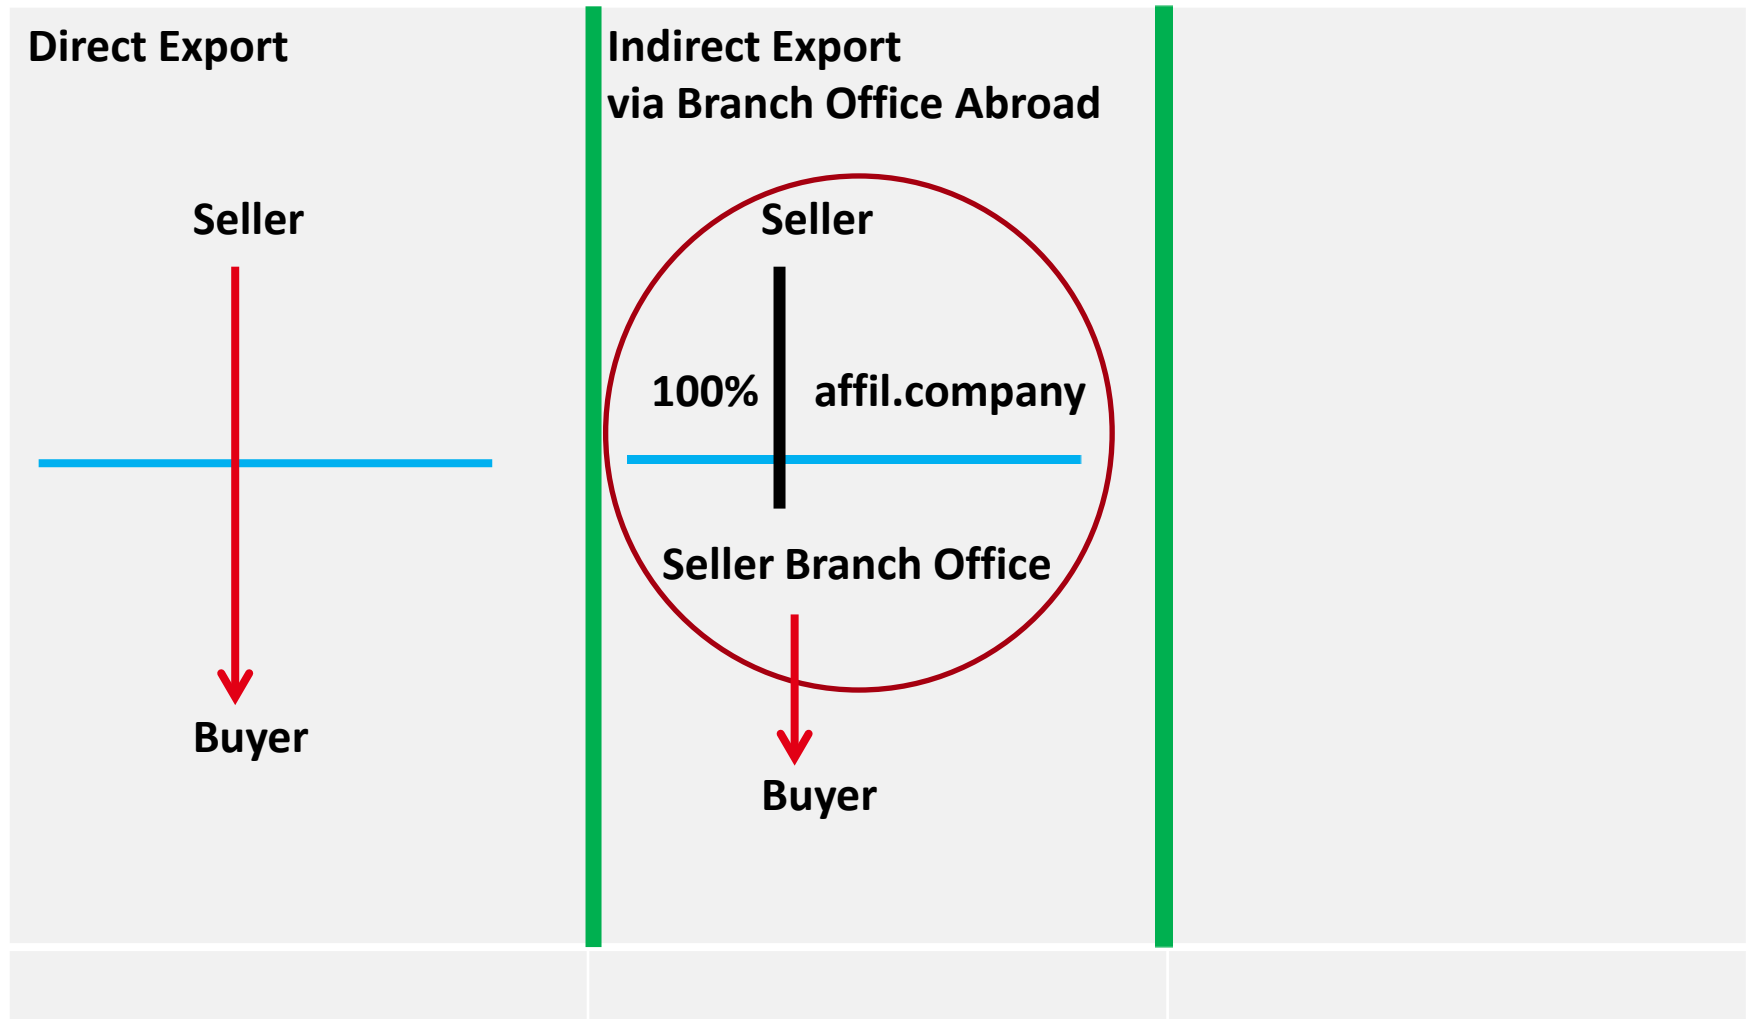 Direct Export
Seller
Buyer
Indirect Export
via Branch Office Abroad
Seller
100% affil.company
Seller Branch Office
Buyer